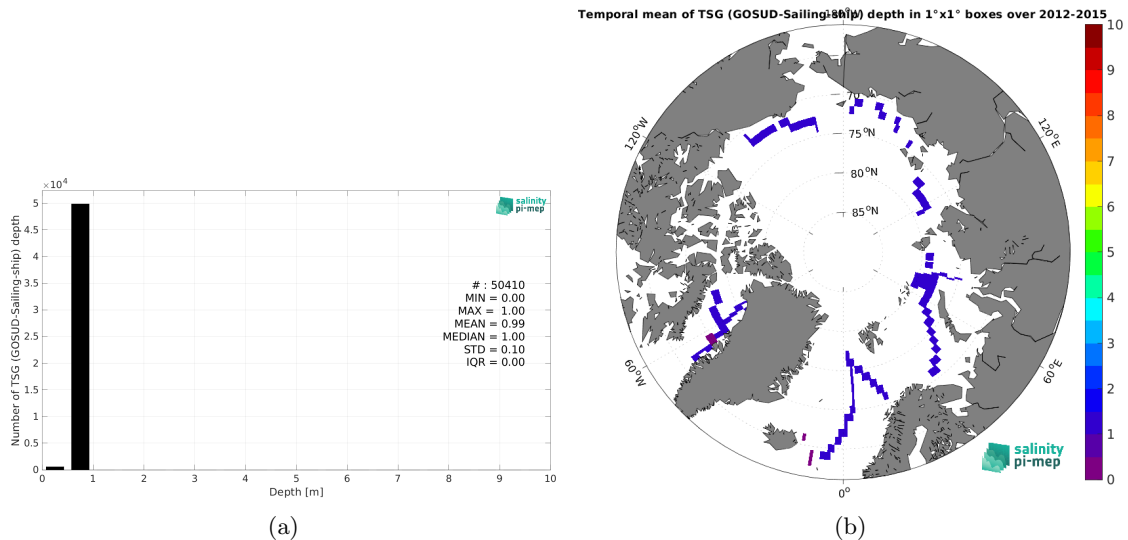 ×10⁴
5
4.5
4
3.5
3
2.5
2
1.5
1
0.5
0
0 1 2 3 4 5 6 7 8 9 10
Depth [m]
Number of TSG (GOSUD-Sailing-ship) depth
salinity
pi-mep
# : 50410
MIN = 0.00
MAX = 1.00
MEAN = 0.99
MEDIAN = 1.00
STD = 0.10
IQR = 0.00
(a)
Temporal mean of TSG (GOSUD-Sailing-ship) depth in 1°x1° boxes over 2012-2015
120°W
120°E
75°N
80°N
85°N
60°W
60°E
0°
salinity
pi-mep
10
9
8
7
6
5
4
3
2
1
0
(b)